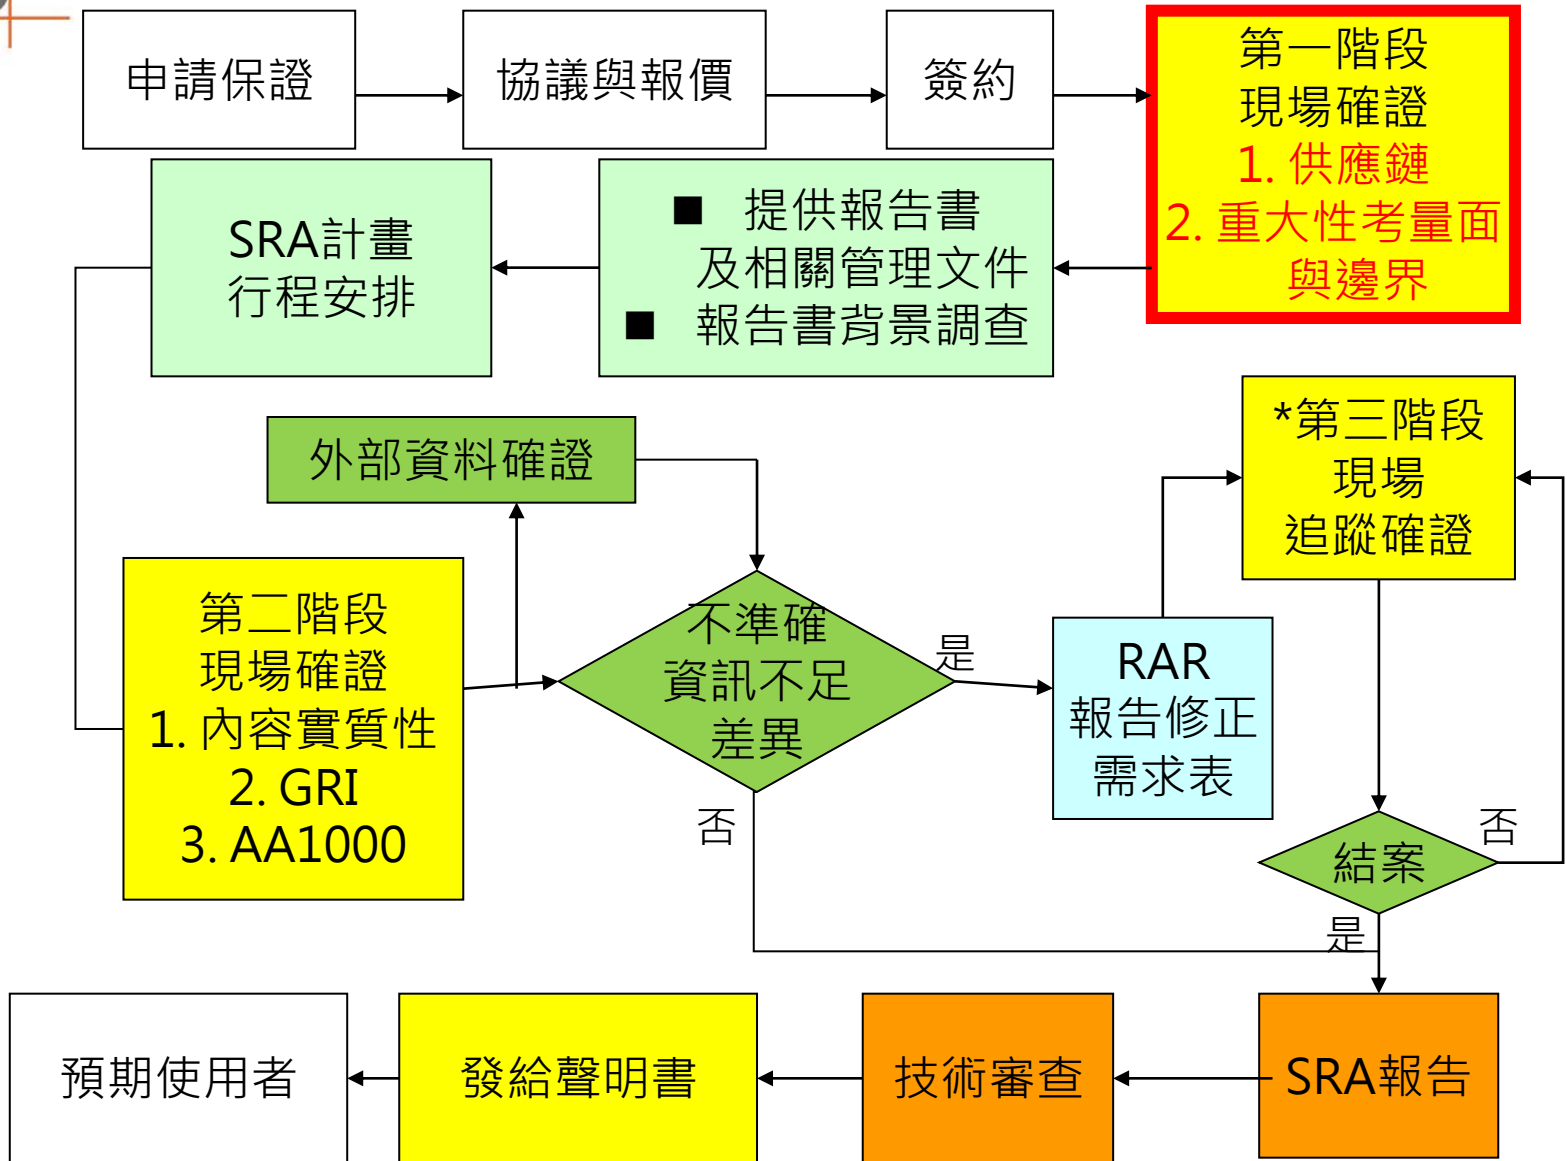 申請保證
協議與報價
簽約
第一階段
現場確證
1. 供應鏈
2. 重大性考量面
與邊界
■ 提供報告書
及相關管理文件
■ 報告書背景調查
SRA計畫
行程安排
外部資料確證
*第三階段
現場
追蹤確證
第二階段
現場確證
1. 內容實質性
2. GRI
3. AA1000
不準確
資訊不足
差異
是
否
RAR
報告修正
需求表
結案
否
是
預期使用者
發給聲明書
技術審查
SRA報告